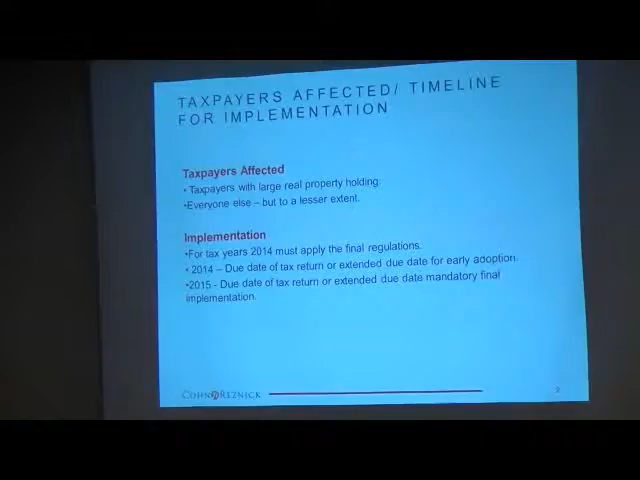 TAXPAYERS AFFECTED/ TIMELINE
FOR IMPLEMENTATION
Taxpayers Affected
• Taxpayers with large real property holding.
•Everyone else – but to a lesser extent.
Implementation
•For tax years 2014 must apply the final regulations.
• 2014 – Due date of tax return or extended due date for early adoption.
•2015 - Due date of tax return or extended due date mandatory final
implementation.
COHNREZNICK
2